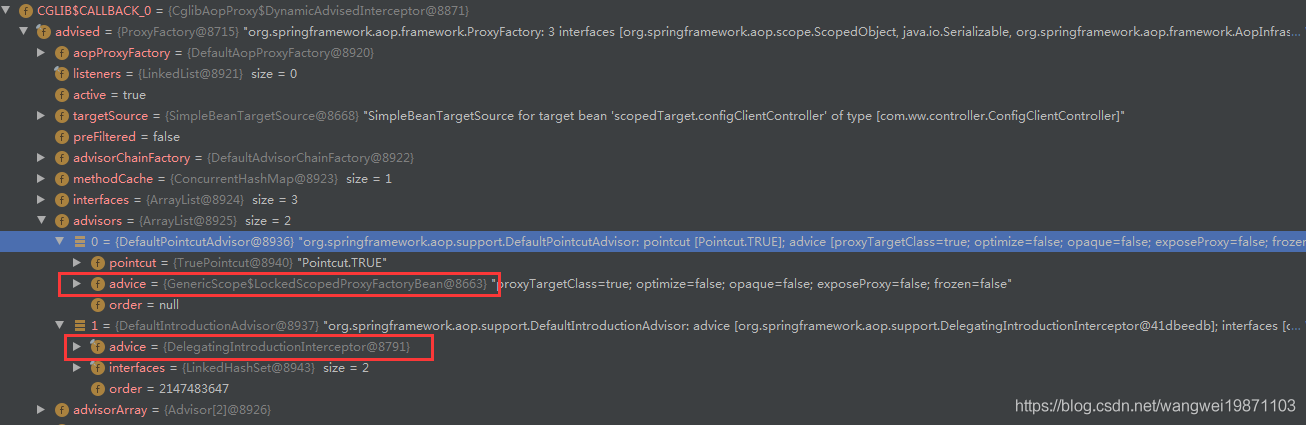 CGLIB$CALLBACK_0 = {CglibAopProxy$DynamicAdvisedInterceptor@8871}
advised = {ProxyFactory@8715} "org.springframework.aop.framework.ProxyFactory: 3 interfaces [org.springframework.aop.scope.ScopedObject, java.io.Serializable, org.springframework.aop.framework.AopInfras...
aopProxyFactory = {DefaultAopProxyFactory@8920}
listeners = {LinkedList@8921} size = 0
active = true
targetSource = {SimpleBeanTargetSource@8668} "SimpleBeanTargetSource for target bean 'scopedTarget.configClientController' of type [com.ww.controller.ConfigClientController]"
preFiltered = false
advisorChainFactory = {DefaultAdvisorChainFactory@8922}
methodCache = {ConcurrentHashMap@8923} size = 1
interfaces = {ArrayList@8924} size = 3
advisors = {ArrayList@8925} size = 2
0 = {DefaultPointcutAdvisor@8936} "org.springframework.aop.support.DefaultPointcutAdvisor: pointcut [Pointcut.TRUE]; advice [proxyTargetClass=true; optimize=false; opaque=false; exposeProxy=false; frozen
pointcut = {TruePointcut@8940} "Pointcut.TRUE"
advice = {GenericScope$LockedScopedProxyFactoryBean@8663} "proxyTargetClass=true; optimize=false; opaque=false; exposeProxy=false; frozen=false"
order = null
1 = {DefaultIntroductionAdvisor@8937} "org.springframework.aop.support.DefaultIntroductionAdvisor: advice [org.springframework.aop.support.DelegatingIntroductionInterceptor@41dbeedb]; interfaces [c...
advice = {DelegatingIntroductionInterceptor@8791}
interfaces = {LinkedHashSet@8943} size = 2
order = 2147483647
advisorArray = {Advisor[2]@8926}
https://blog.csdn.net/wangwei19871103